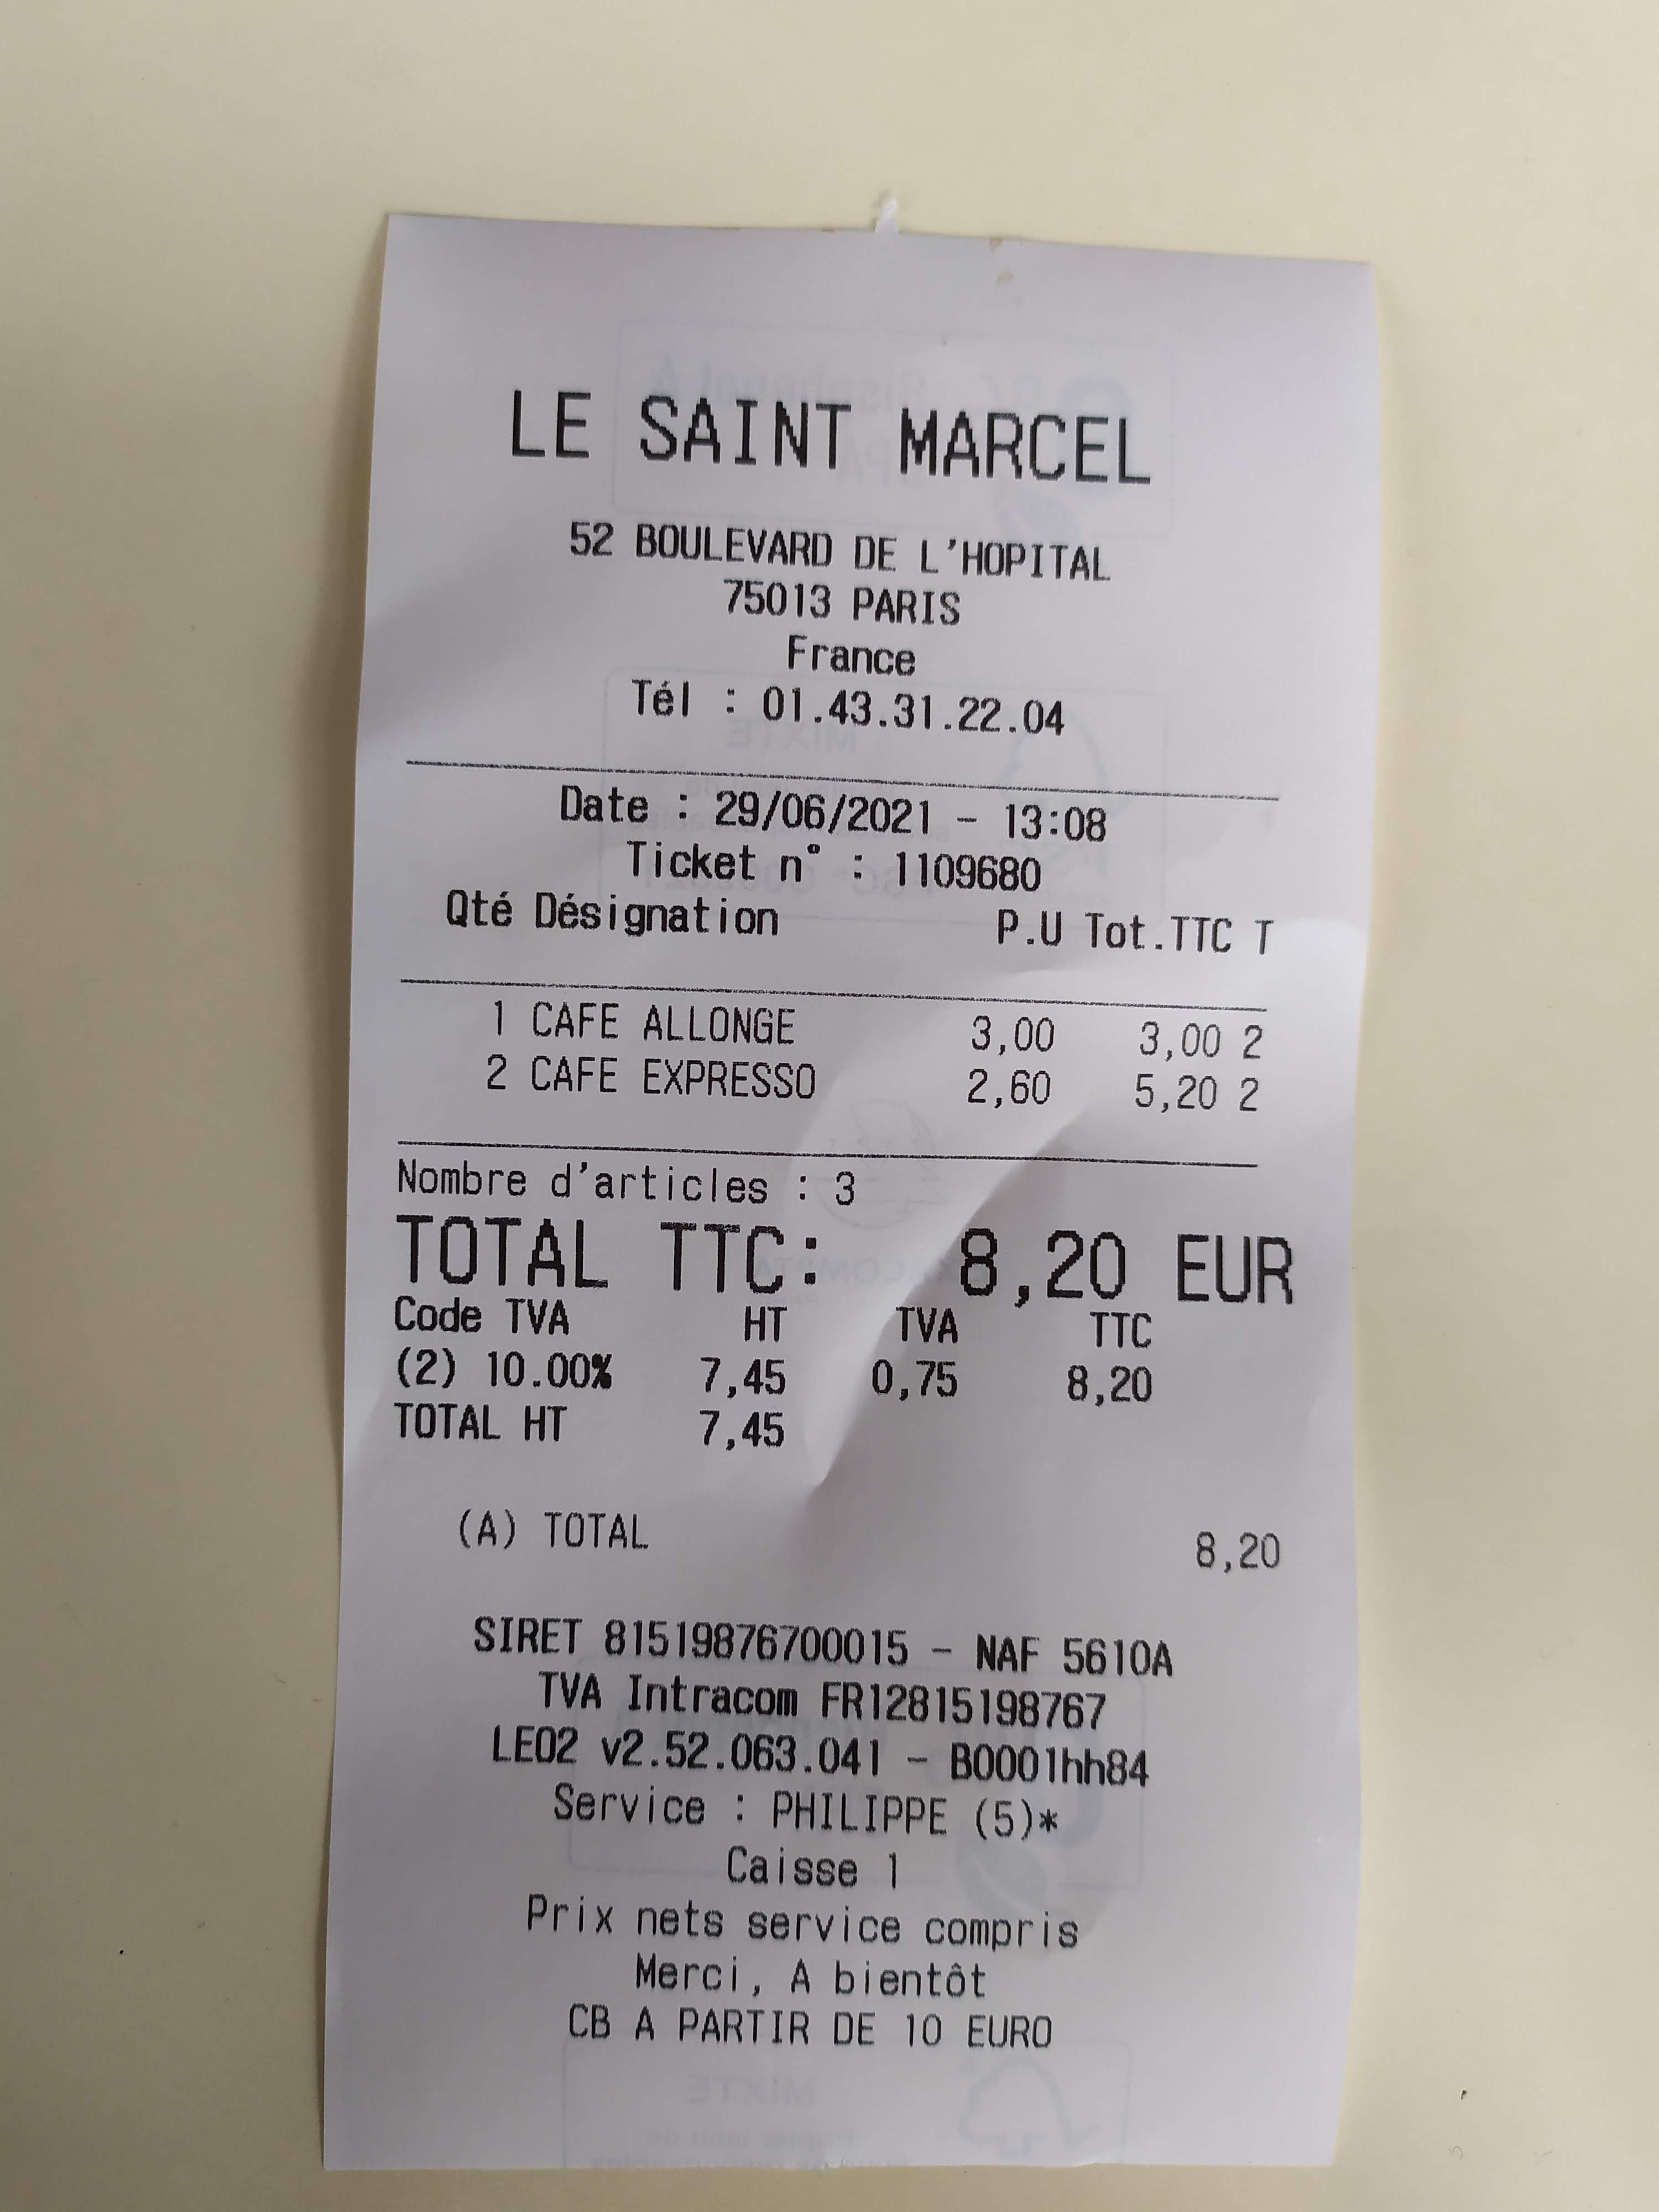 LE SAINT MARCEL
52 BOULEVARD DE L'HOPITAL
75013 PARIS
France
Tél : 01.43.31.22.04
Date : 29/06/2021 - 13:08
Ticket n° : 1109680
Qté Désignation P.U Tot.TTC T
1 CAFE ALLONGE 3,00 3,00 2
2 CAFE EXPRESSO 2,60 5,20 2
Nombre d'articles : 3
TOTAL TTC: 8,20 EUR
Code TVA HT TVA TTC
(2) 10.00% 7,45 0,75 8,20
TOTAL HT 7,45
(A) TOTAL 8,20
SIRET 81519876700015 - NAF 5610A
TVA Intracom FR12815198767
LEO2 v2.52.063.041 - B0001hh84
Service : PHILIPPE (5)*
Caisse 1
Prix nets service compris
Merci, A bientôt
CB A PARTIR DE 10 EURO